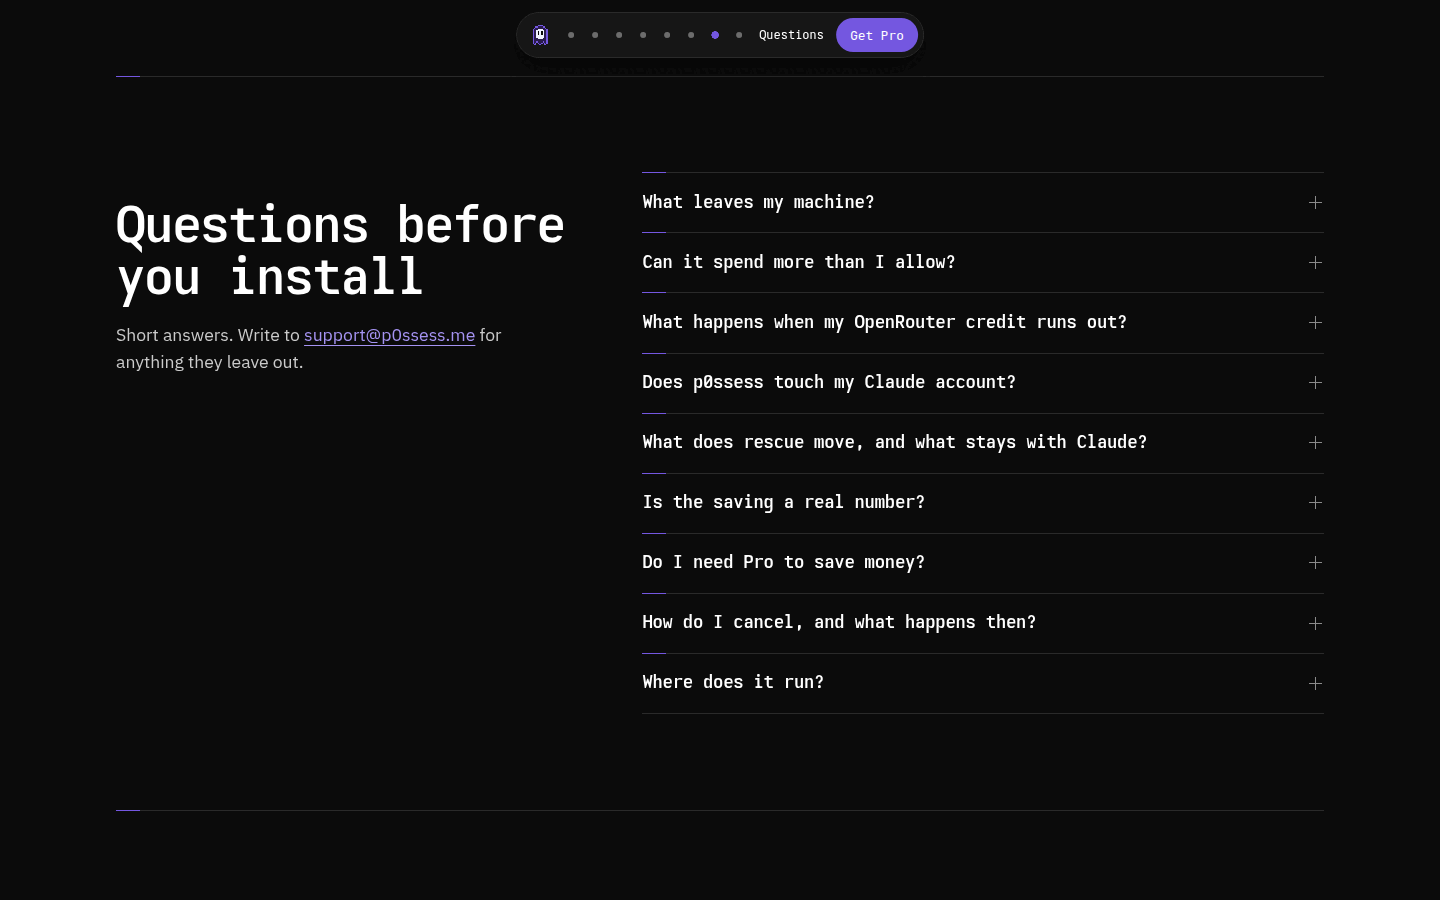 Questions
Get Pro
Questions before
you install
Short answers. Write to support@p0ssess.me for
anything they leave out.
What leaves my machine?
Can it spend more than I allow?
What happens when my OpenRouter credit runs out?
Does p0ssess touch my Claude account?
What does rescue move, and what stays with Claude?
Is the saving a real number?
Do I need Pro to save money?
How do I cancel, and what happens then?
Where does it run?